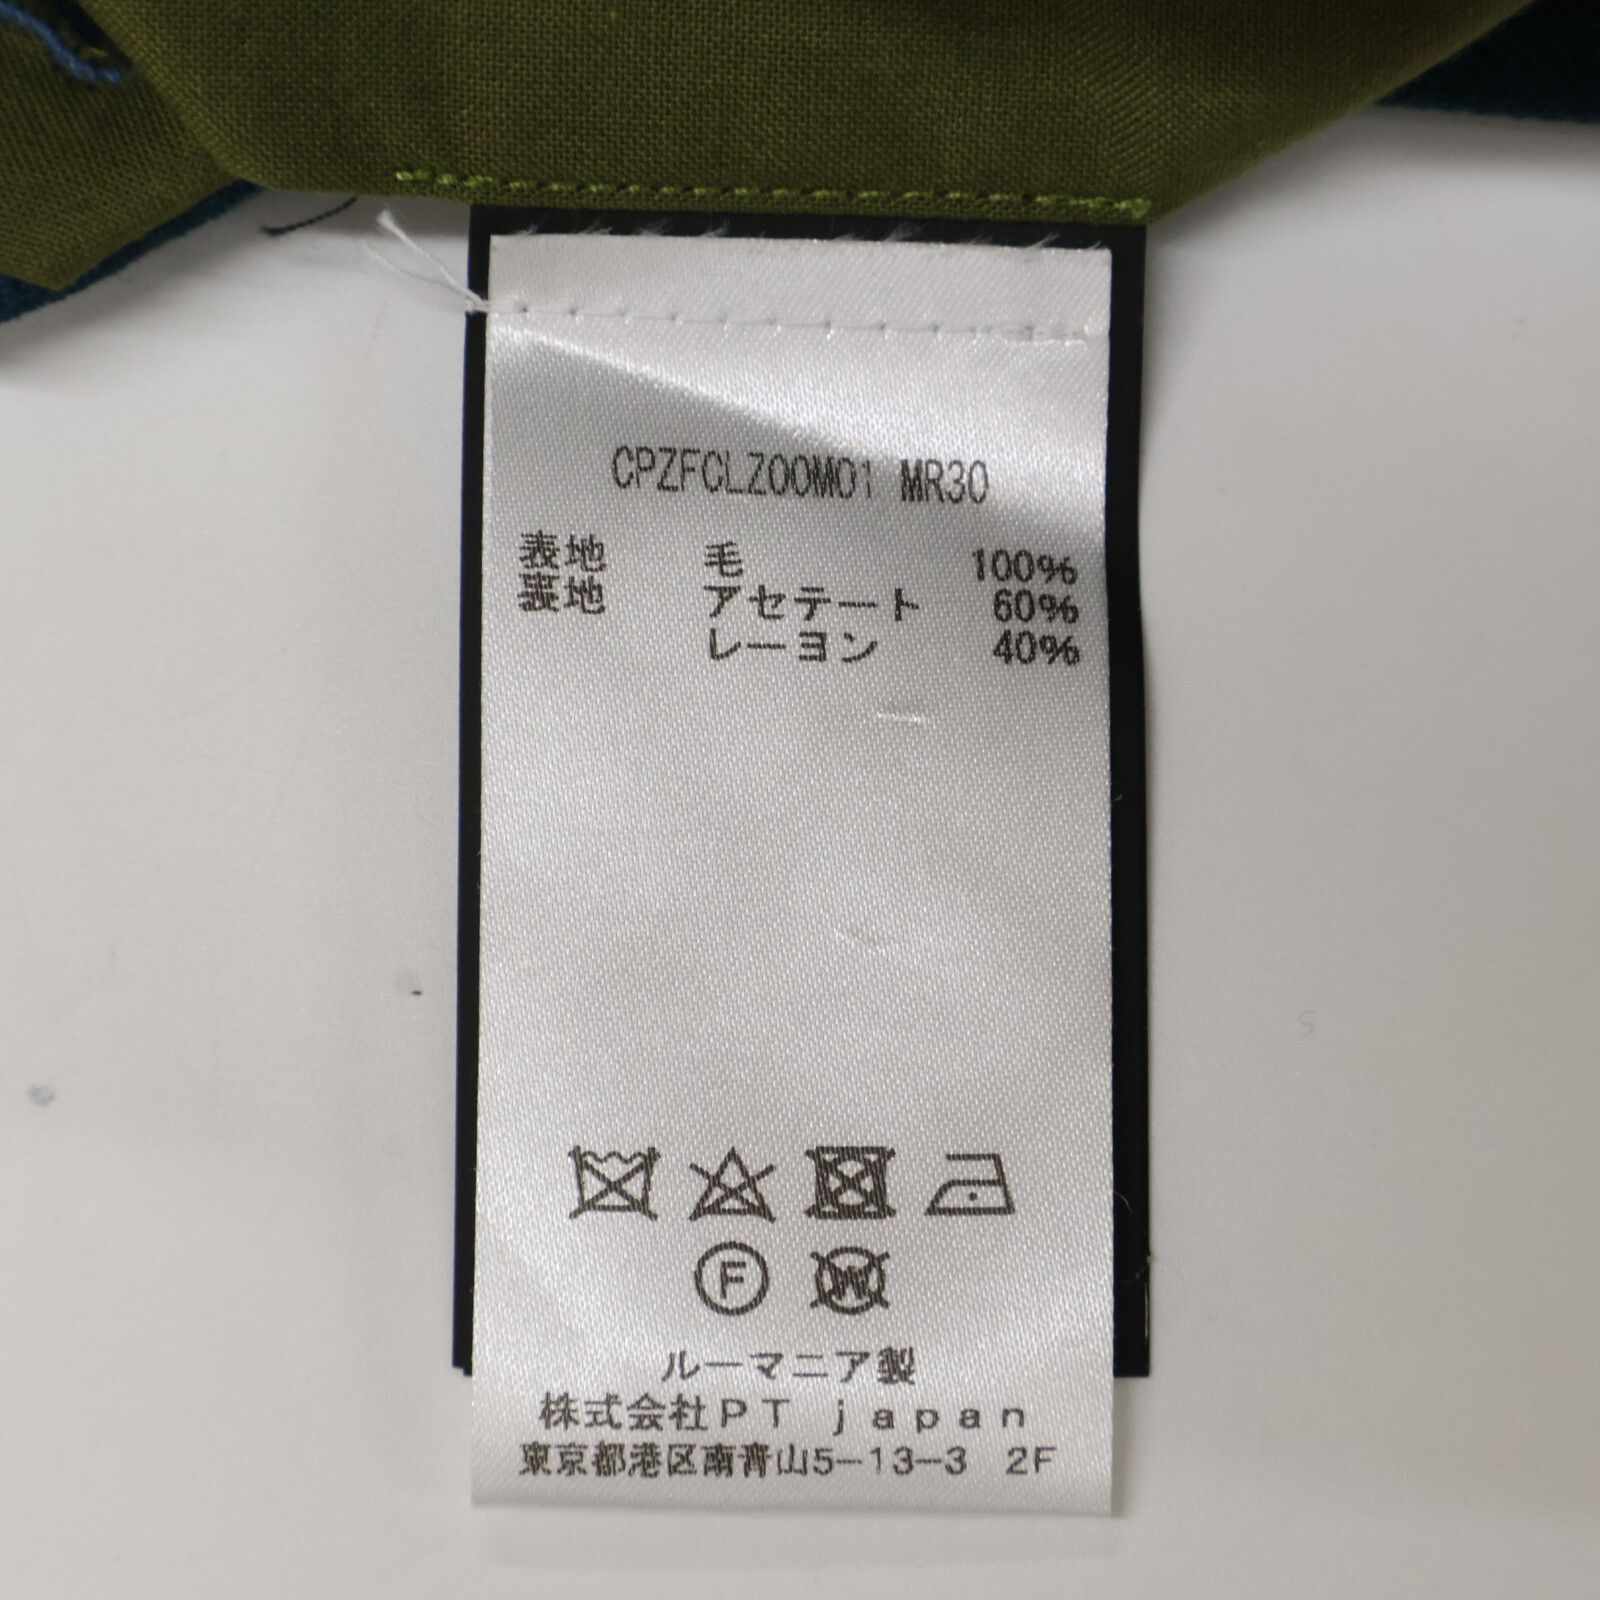 CPZFCLZ00M01 MR30
表地 毛 100%
裏地 アセテート 60%
レーヨン 40%
F W
ルーマニア製
株式会社PT japan
東京都港区南青山5-13-3 2F